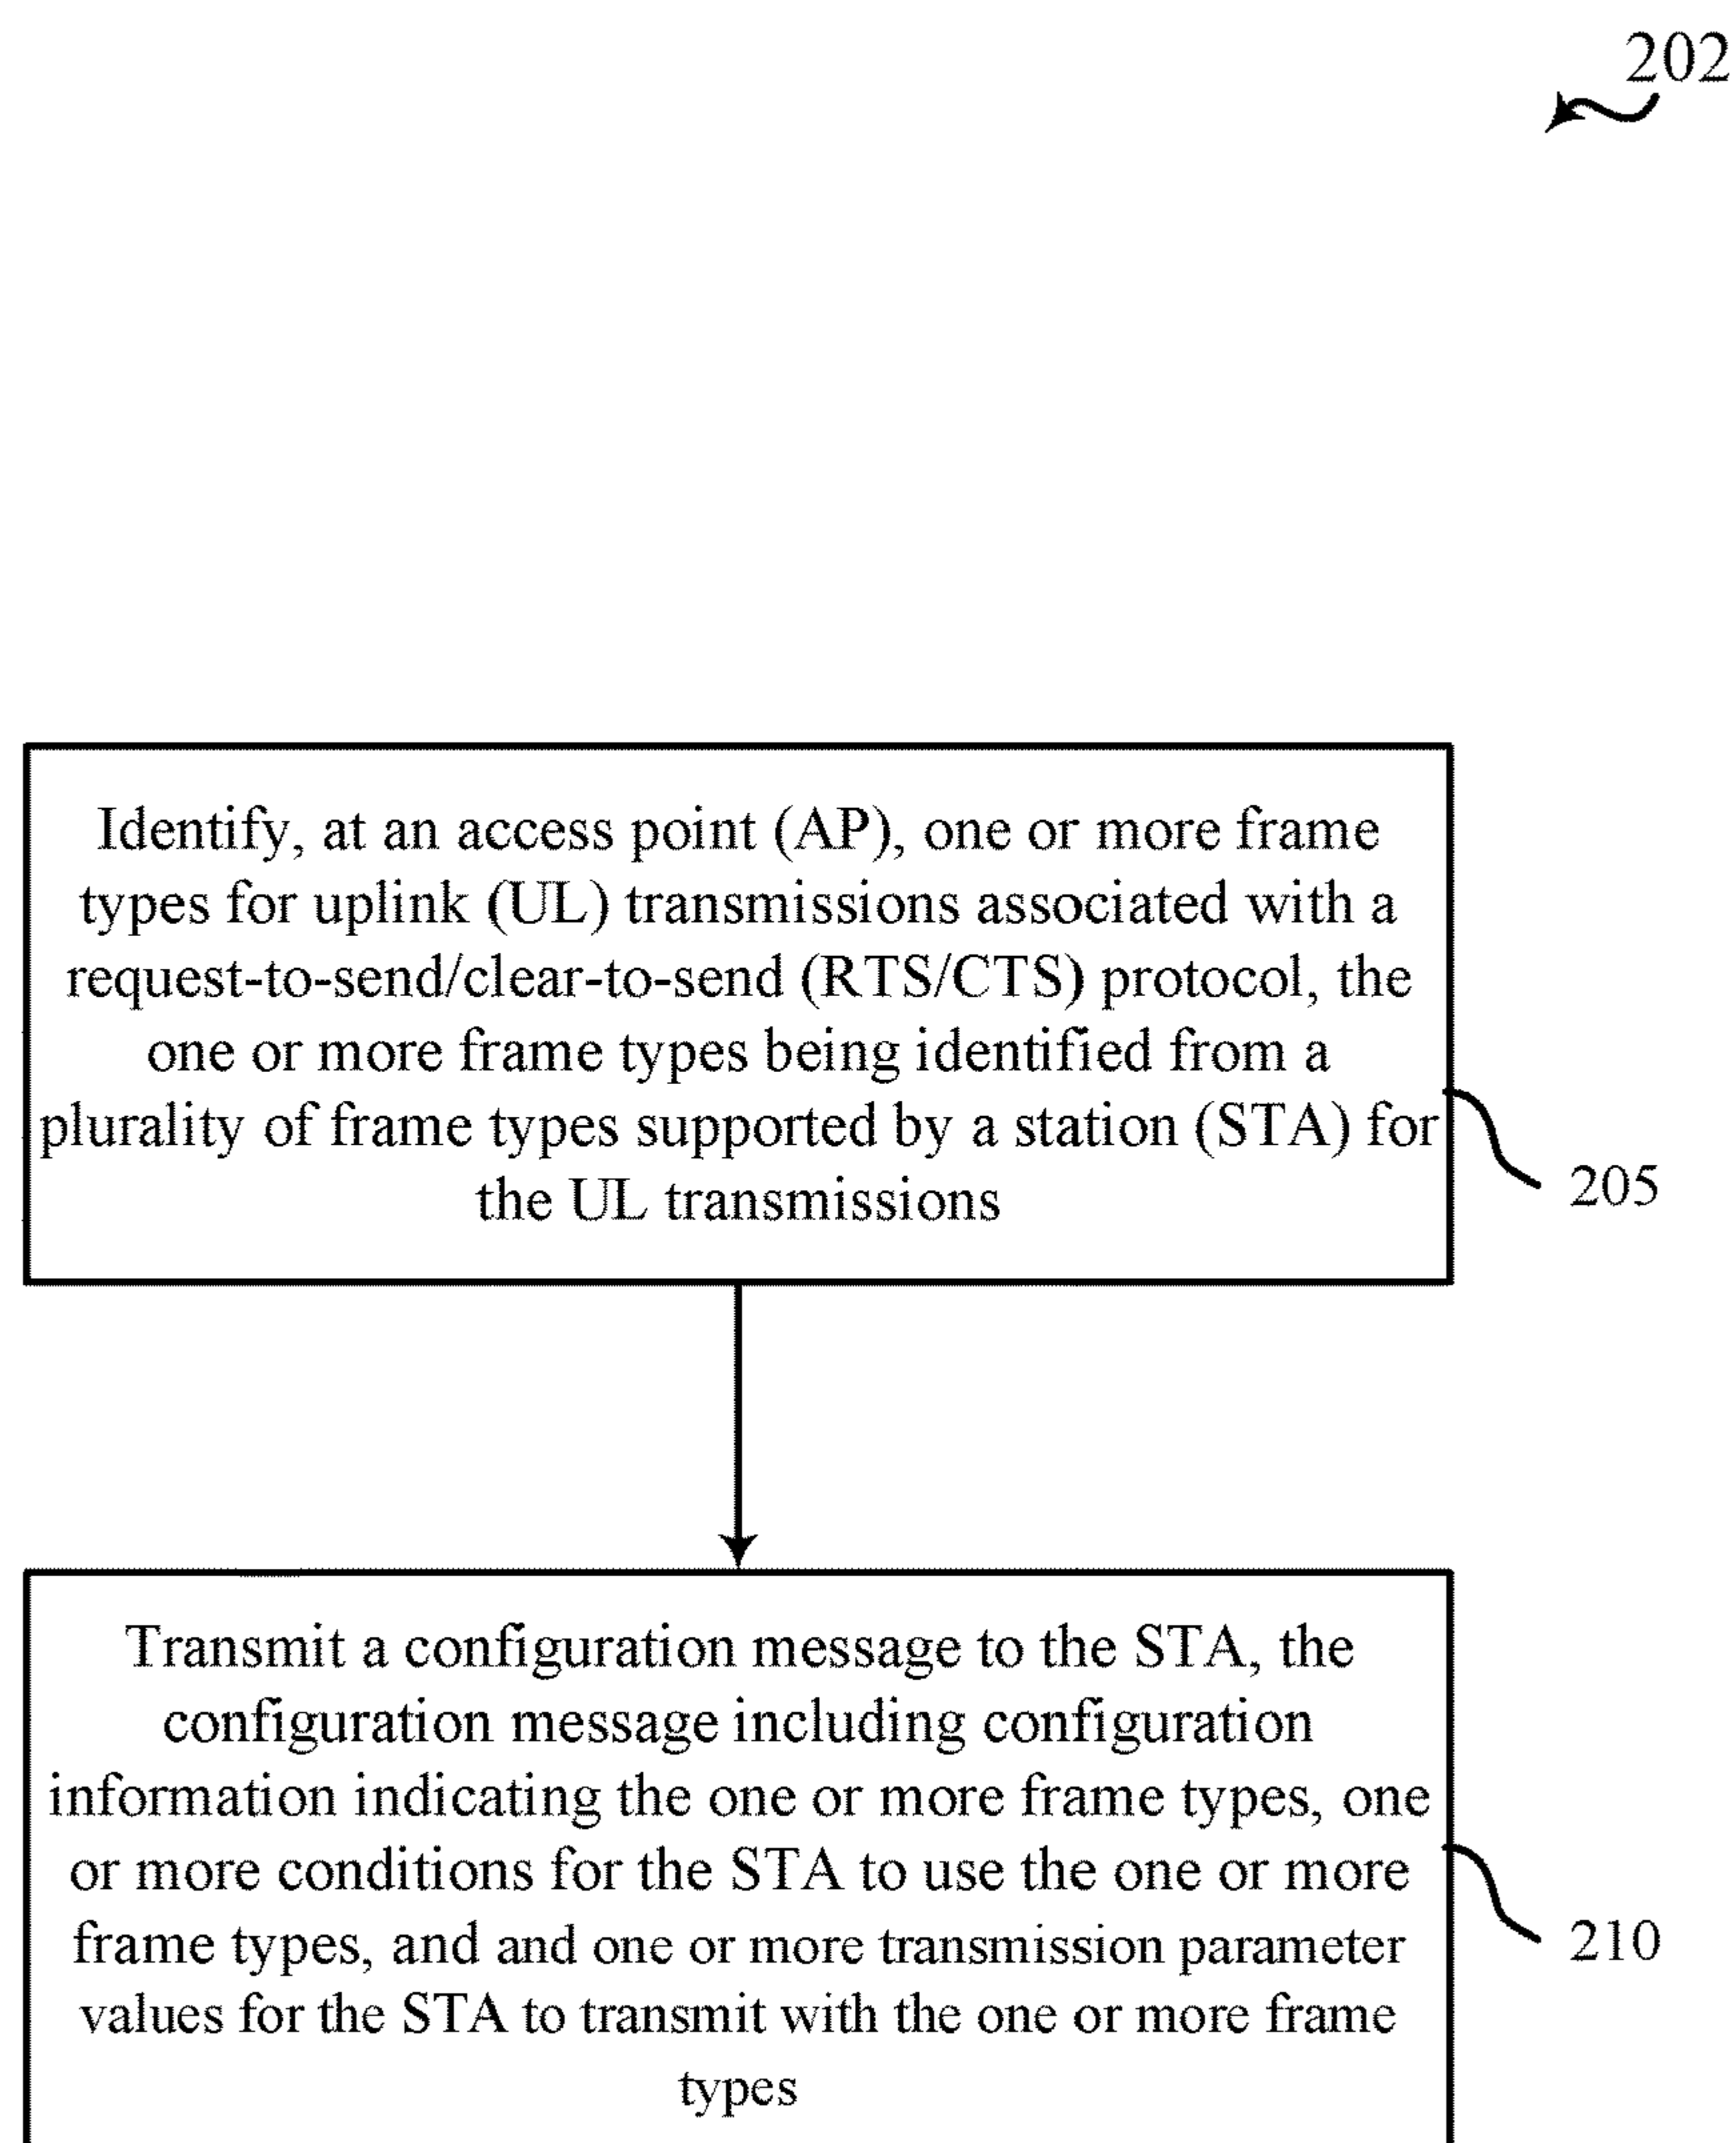 202
Identify, at an access point (AP), one or more frame
types for uplink (UL) transmissions associated with a
request-to-send/clear-to-send (RTS/CTS) protocol, the
one or more frame types being identified from a
plurality of frame types supported by a station (STA) for
the UL transmissions
205
Transmit a configuration message to the STA, the
configuration message including configuration
information indicating the one or more frame types, one
or more conditions for the STA to use the one or more
frame types, and and one or more transmission parameter
values for the STA to transmit with the one or more frame
types
210